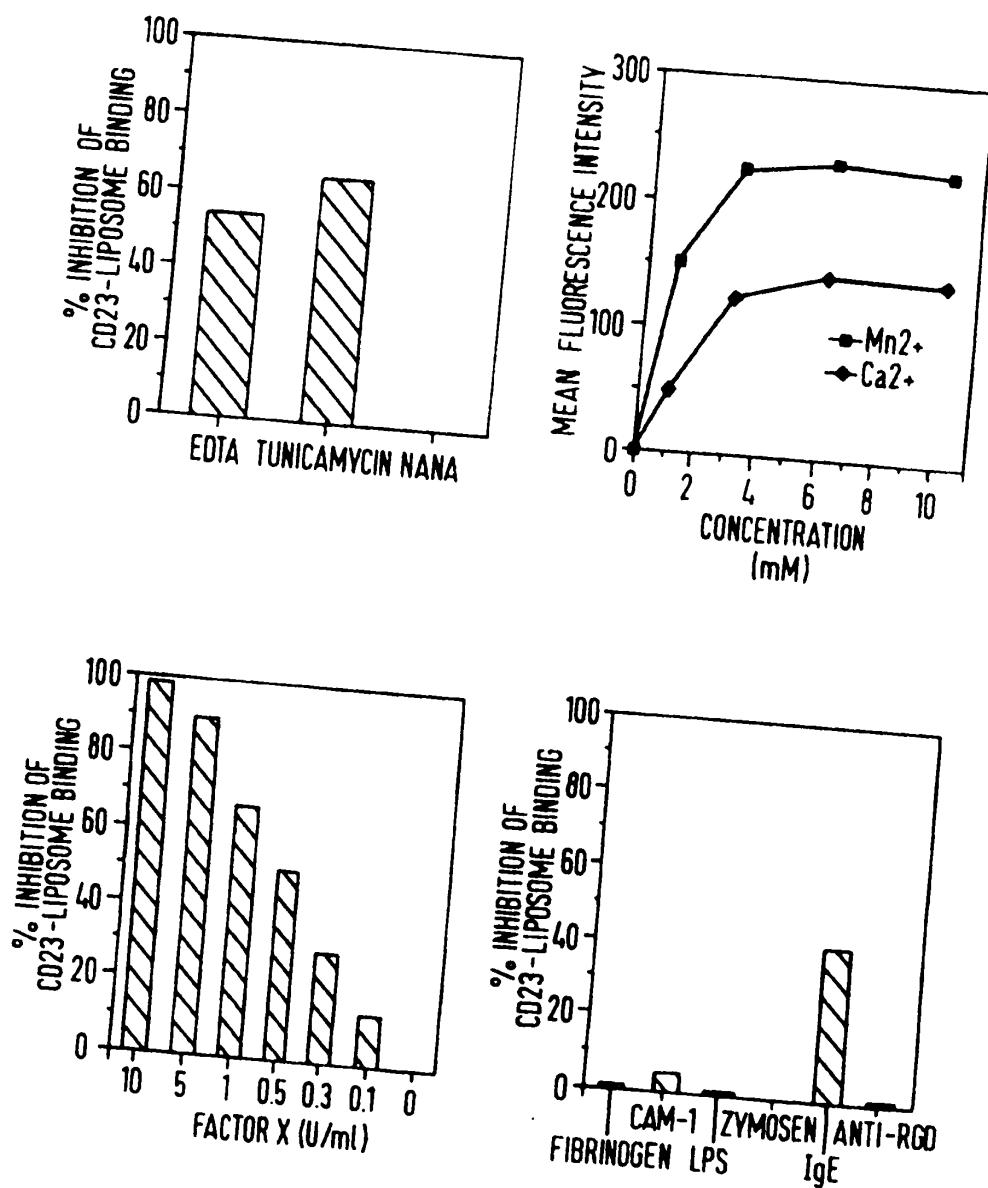 100
80
60
40
20
0
% INHIBITION OF
CD23-LIPOSOME BINDING
EDTA TUNICAMYCIN NANA
300
200
100
0
MEAN FLUORESCENCE INTENSITY
Mn2+
Ca2+
0 2 4 6 8 10
CONCENTRATION
(mM)
100
80
60
40
20
0
% INHIBITION OF
CD23-LIPOSOME BINDING
10 5 1 0.5 0.3 0.1 0
FACTOR X (U/ml)
100
80
60
40
20
0
% INHIBITION OF
CD23-LIPOSOME BINDING
CAM-1 ZYMOSEN ANTI-RGD
FIBRINOGEN LPS IgE